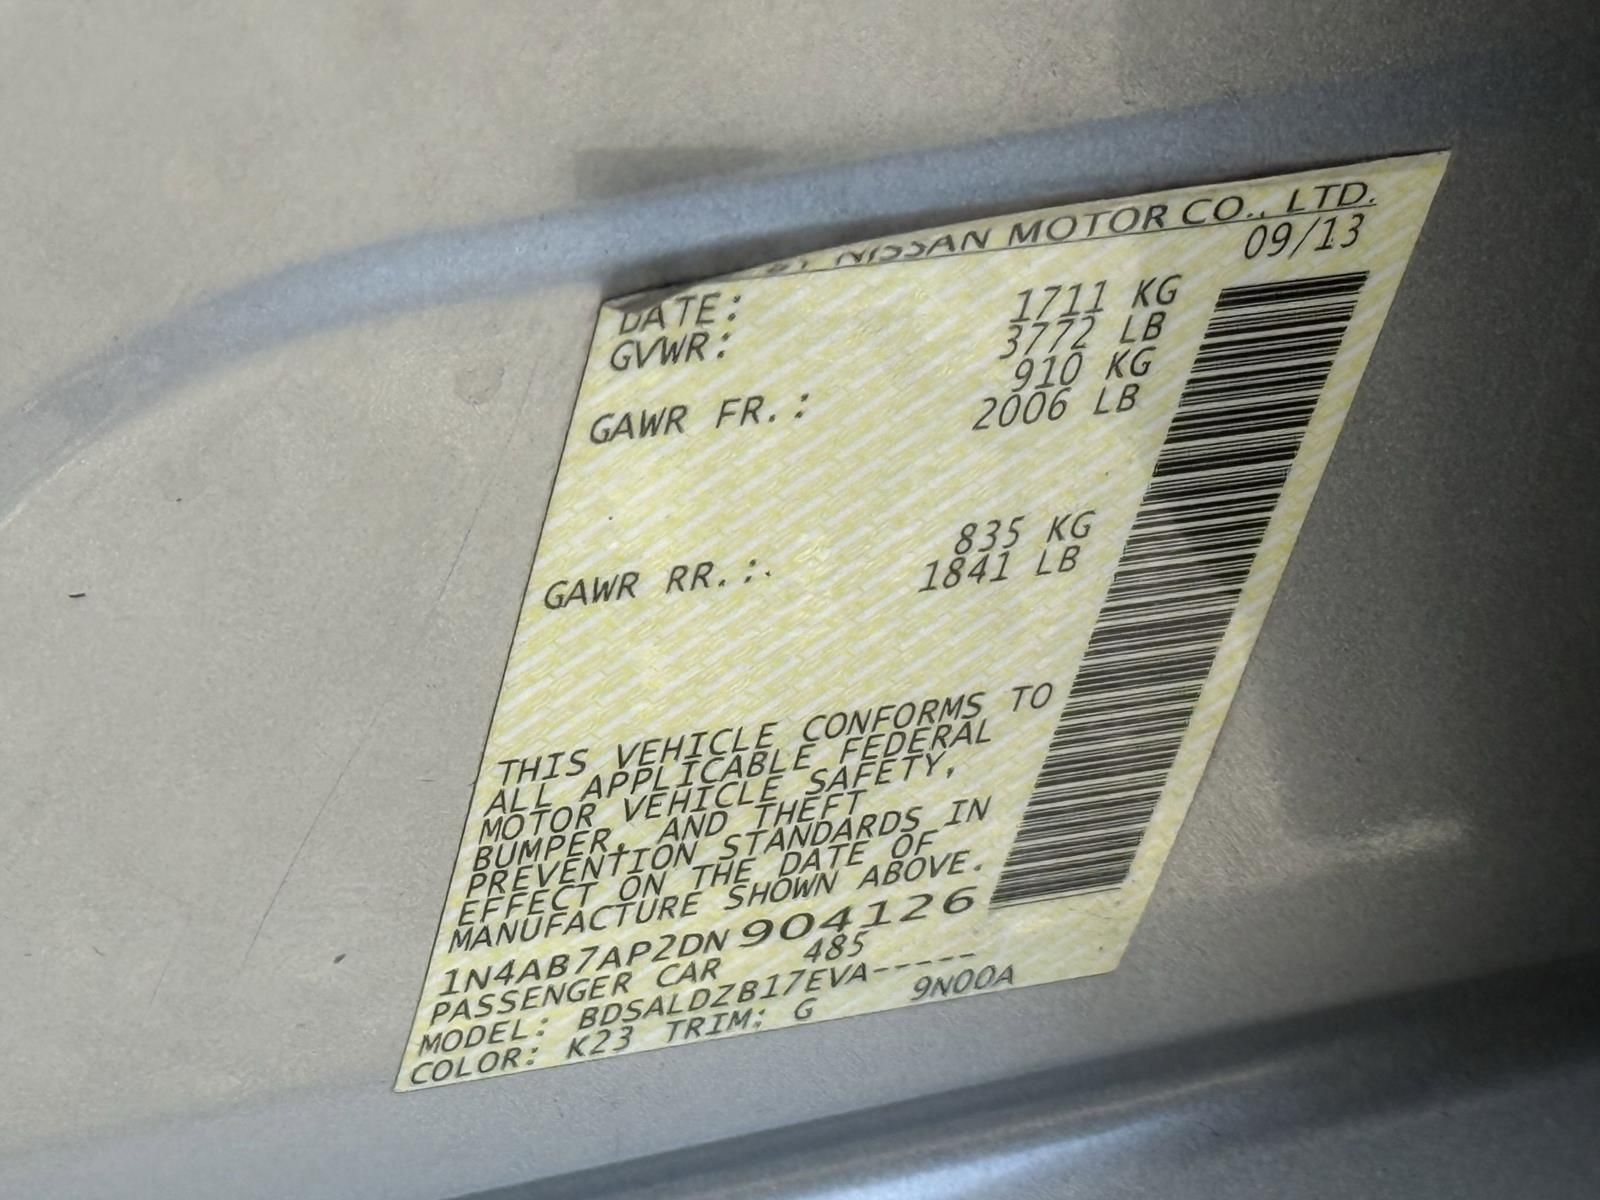 BY NISSAN MOTOR CO., LTD.
DATE: 09/13
GVWR: 1711 KG
3772 LB
GAWR FR.: 910 KG
2006 LB
GAWR RR.: 835 KG
1841 LB
THIS VEHICLE CONFORMS TO
ALL APPLICABLE FEDERAL
MOTOR VEHICLE SAFETY,
BUMPER, AND THEFT
PREVENTION STANDARDS IN
EFFECT ON THE DATE OF
MANUFACTURE SHOWN ABOVE.
1N4AB7AP2DN904126
PASSENGER CAR 485
MODEL: BDSALDZB17EVA-----
COLOR: K23 TRIM: G 9N00A